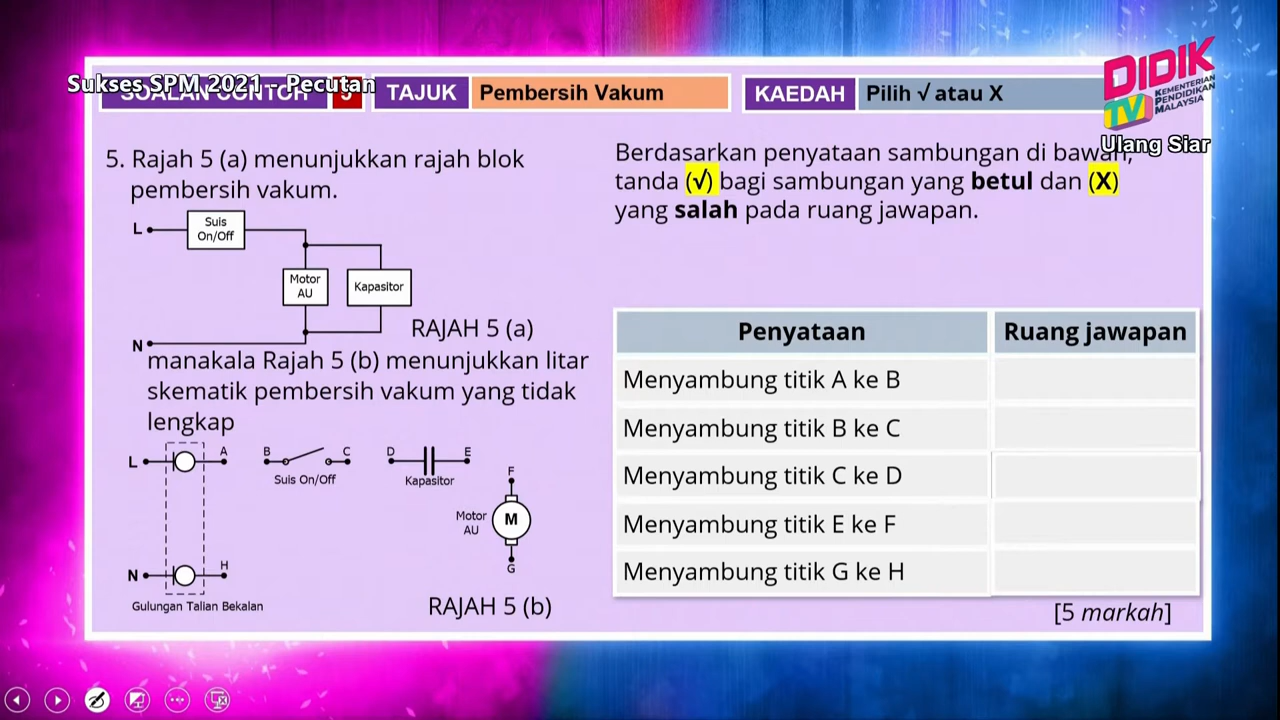 Sukses SPM 2021 - Pecutan
SOALAN CONTOH 5
TAJUK Pembersih Vakum
KAEDAH Pilih √ atau X
DIDIK
TV
KEMENTERIAN
PENDIDIKAN
MALAYSIA
Ulang Siar
5. Rajah 5 (a) menunjukkan rajah blok
pembersih vakum.
L
Suis
On/Off
Motor
AU
Kapasitor
N
RAJAH 5 (a)
manakala Rajah 5 (b) menunjukkan litar
skematik pembersih vakum yang tidak
lengkap
L A B C D E
Suis On/Off
Kapasitor
F
Motor
AU
M
G
N H
Gulungan Talian Bekalan
RAJAH 5 (b)
Berdasarkan penyataan sambungan di bawah,
tanda (√) bagi sambungan yang betul dan (X)
yang salah pada ruang jawapan.
Penyataan Ruang jawapan
Menyambung titik A ke B
Menyambung titik B ke C
Menyambung titik C ke D
Menyambung titik E ke F
Menyambung titik G ke H
[5 markah]